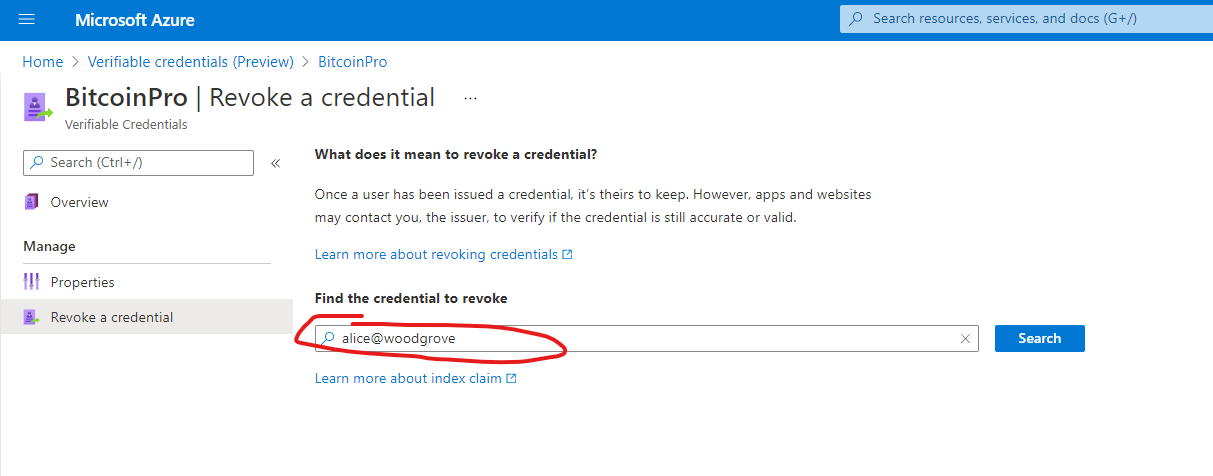 Microsoft Azure
Search resources, services, and docs (G+/)
Home > Verifiable credentials (Preview) > BitcoinPro
BitcoinPro | Revoke a credential ...
Verifiable Credentials
Search (Ctrl+/) «
Overview
Manage
Properties
Revoke a credential
What does it mean to revoke a credential?
Once a user has been issued a credential, it's theirs to keep. However, apps and websites
may contact you, the issuer, to verify if the credential is still accurate or valid.
Learn more about revoking credentials
Find the credential to revoke
alice@woodgrove
Search
Learn more about index claim